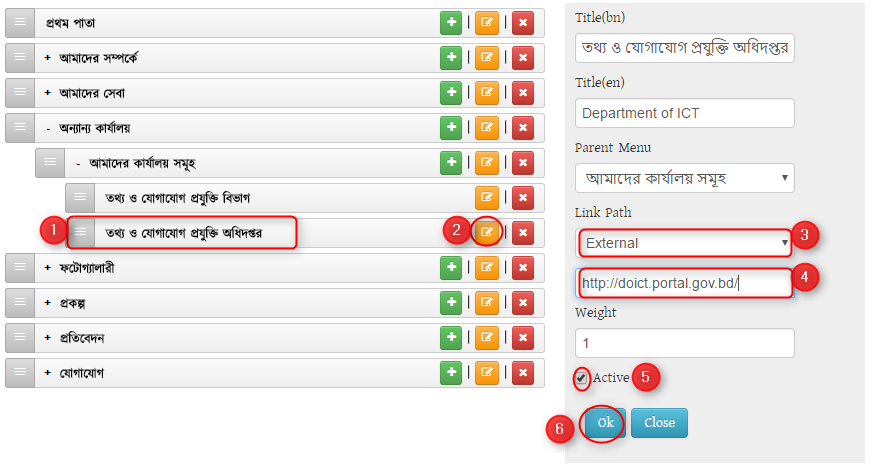 প্রথম পাতা
+ আমাদের সম্পর্কে
+ আমাদের সেবা
- অন্যান্য কার্যালয়
- আমাদের কার্যালয় সমূহ
তথ্য ও যোগাযোগ প্রযুক্তি বিভাগ
1 তথ্য ও যোগাযোগ প্রযুক্তি অধিদপ্তর 2
+ ফটোগ্যালারী
+ প্রকল্প
+ প্রতিবেদন
+ যোগাযোগ
Title(bn)
তথ্য ও যোগাযোগ প্রযুক্তি অধিদপ্তর
Title(en)
Department of ICT
Parent Menu
আমাদের কার্যালয় সমূহ
Link Path
External 3
http://doict.portal.gov.bd/ 4
Weight
1
Active 5
6 Ok Close